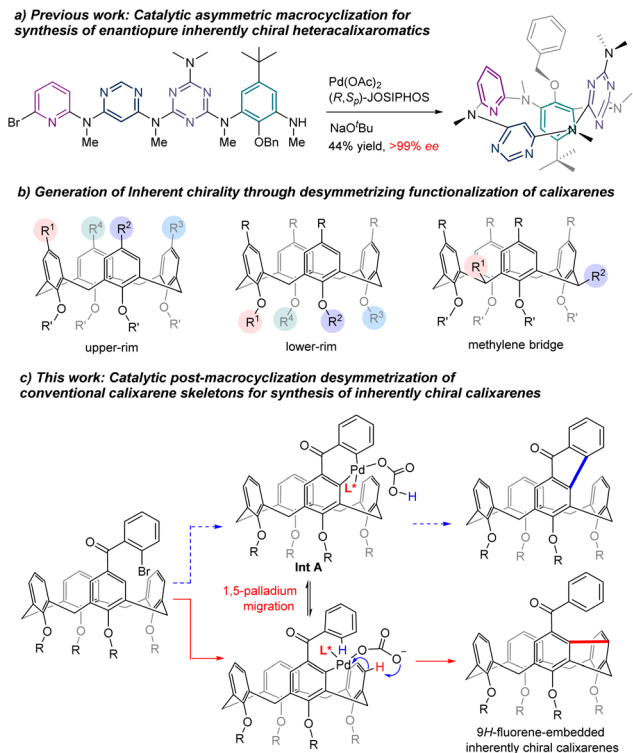 a) Previous work: Catalytic asymmetric macrocyclization for
synthesis of enantiopure inherently chiral heteracalixaromatics
Br N N Me N N N Me N N N N N Me OBn NH Me
Pd(OAc)2
(R,Sp)-JOSIPHOS
NaOtBu
44% yield, >99% ee
N O N N N N N N N N N N
b) Generation of Inherent chirality through desymmetrizing functionalization of calixarenes
R1 R4 R2 R3
O R' O R' O R' O R'
upper-rim
R R R R
O R1 O R4 O R2 O R3
lower-rim
R R R R
R1 R2
O R' O R' O R' O R'
methylene bridge
c) This work: Catalytic post-macrocyclization desymmetrization of
conventional calixarene skeletons for synthesis of inherently chiral calixarenes
O Br
O R O R O R O R
O Pd O O O H
L*
O R O R O R O R
Int A
O
O R O R O R O R
1,5-palladium
migration
O H O O O−
L* Pd H
O R O R O R O R
O
O R O R O R O R
9H-fluorene-embedded
inherently chiral calixarenes